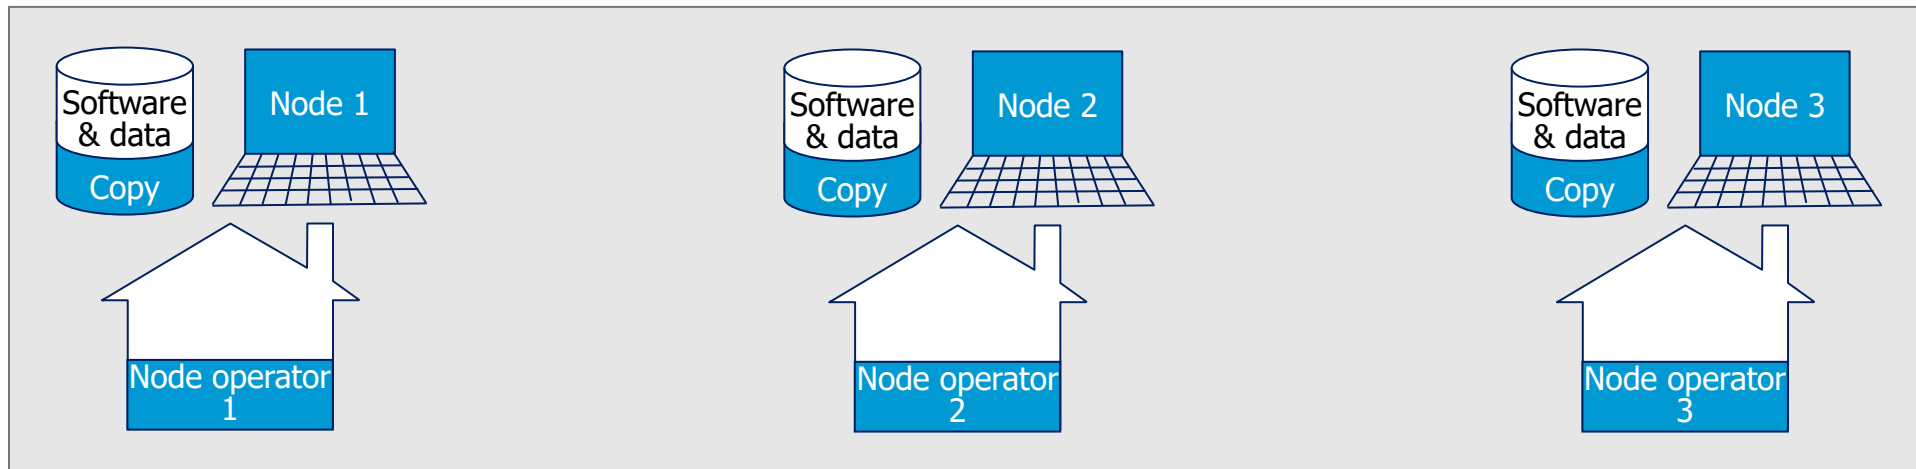 Software
& data
Copy
Node 1
Node operator
1
Software
& data
Copy
Node 2
Node operator
2
Software
& data
Copy
Node 3
Node operator
3